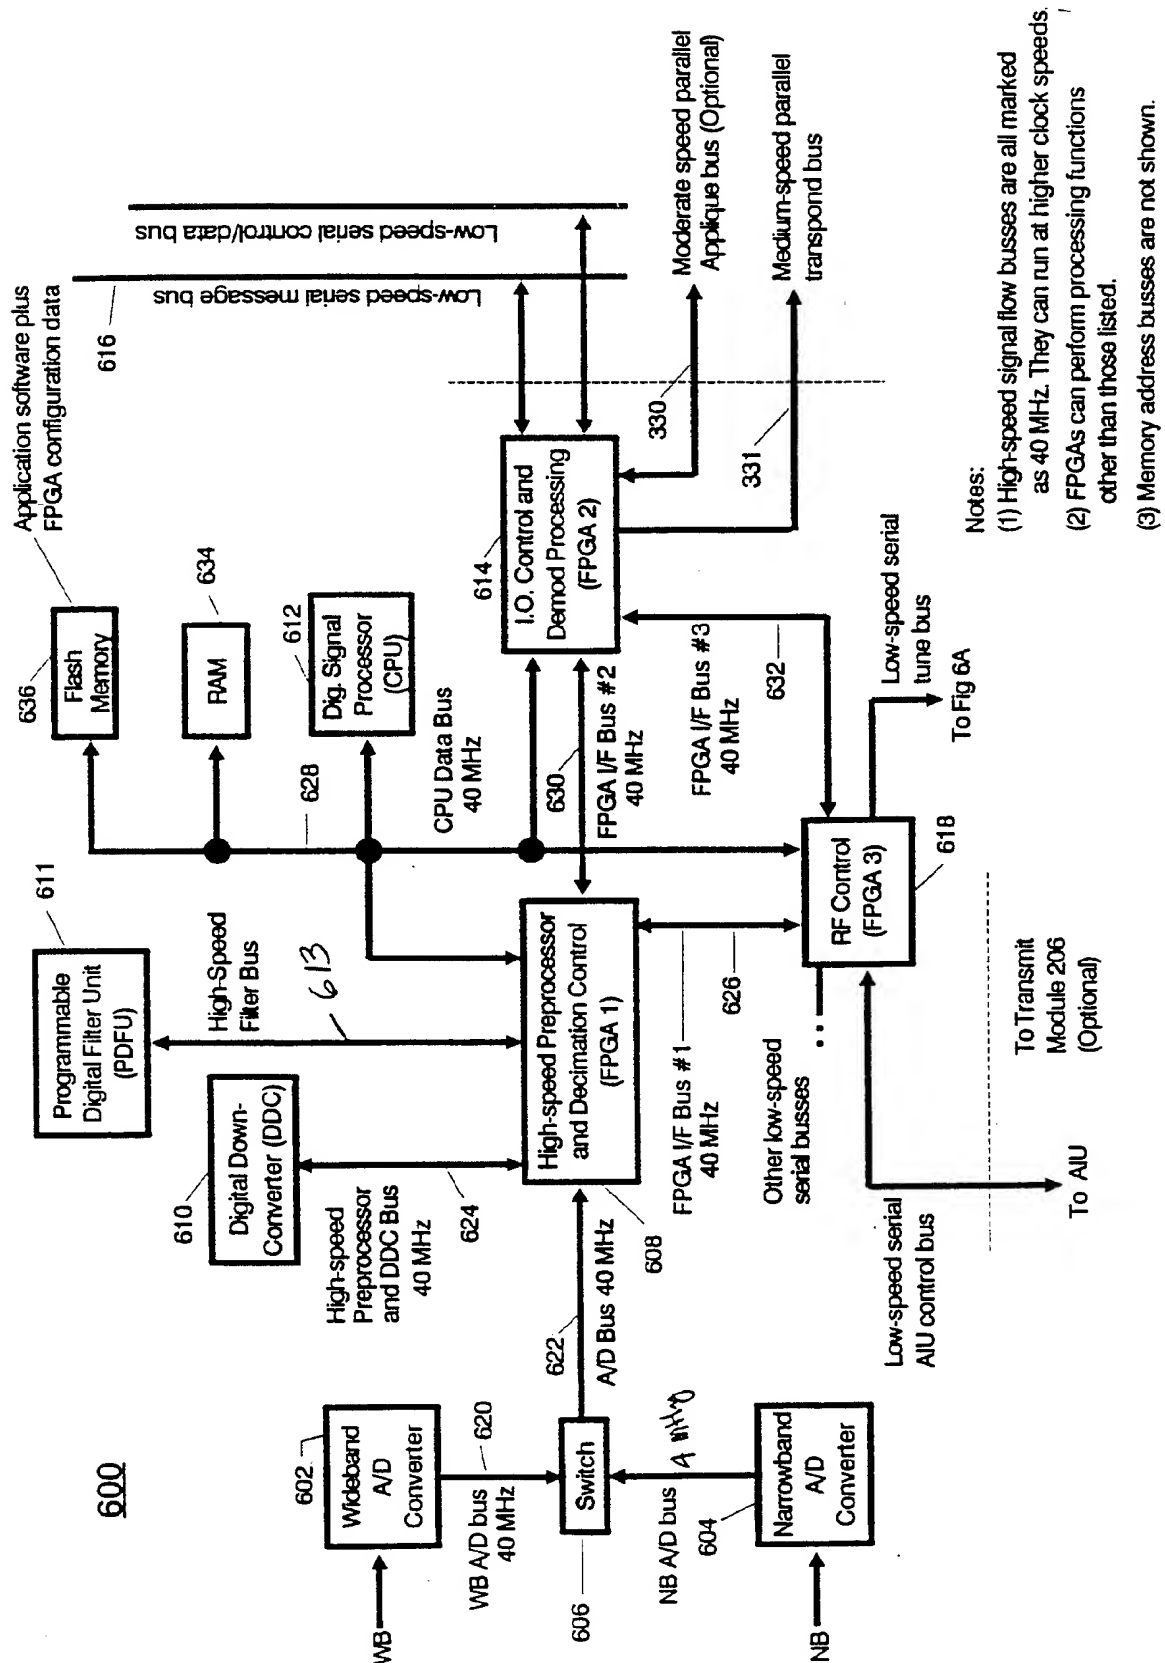 600
WB
602
Wideband
A/D
Converter
WB A/D bus
40 MHz
620
606
Switch
NB A/D bus
604
NB
Narrowband
A/D
Converter
622
A/D Bus 40 MHz
610
Digital Down-
Converter (DDC)
High-speed
Preprocessor
and DDC Bus
40 MHz
624
611
Programmable
Digital Filter Unit
(PDFU)
High-Speed
Filter Bus
613
High-speed Preprocessor
and Decimation Control
(FPGA 1)
608
FPGA I/F Bus #1
40 MHz
626
Other low-speed
serial busses
...
Low-speed serial
AIU control bus
To AIU
To Transmit
Module 206
(Optional)
RF Control
(FPGA 3)
618
Low-speed serial
tune bus
To Fig 6A
636
Flash
Memory
Application software plus
FPGA configuration data
RAM
634
628
612
Dig. Signal
Processor
(CPU)
CPU Data Bus
40 MHz
630
FPGA I/F Bus #2
40 MHz
FPGA I/F Bus #3
40 MHz
632
614
I.O. Control and
Demod Processing
(FPGA 2)
616
Low-speed serial message bus
Low-speed serial control/data bus
330
Moderate speed parallel
Applique bus (Optional)
331
Medium-speed parallel
transpond bus
Notes:
(1) High-speed signal flow busses are all marked
as 40 MHz. They can run at higher clock speeds.
(2) FPGAs can perform processing functions
other than those listed.
(3) Memory address busses are not shown.